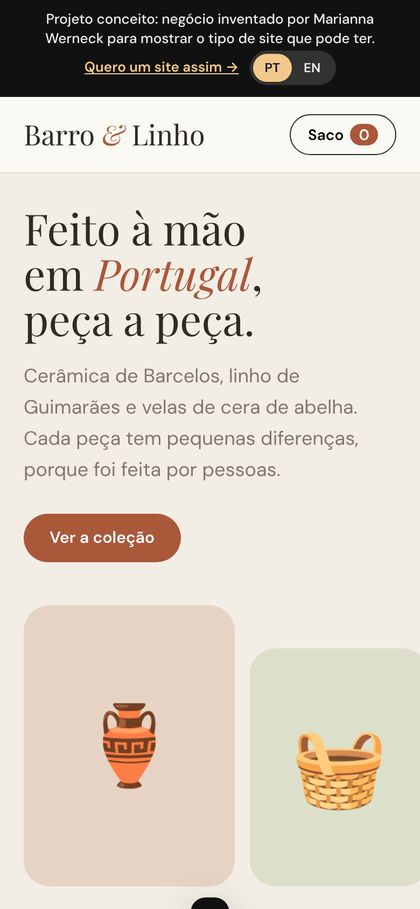 Projeto conceito: negócio inventado por Marianna
Werneck para mostrar o tipo de site que pode ter.
Quero um site assim → PT EN
Barro & Linho Saco 0
Feito à mão
em Portugal,
peça a peça.
Cerâmica de Barcelos, linho de
Guimarães e velas de cera de abelha.
Cada peça tem pequenas diferenças,
porque foi feita por pessoas.
Ver a coleção